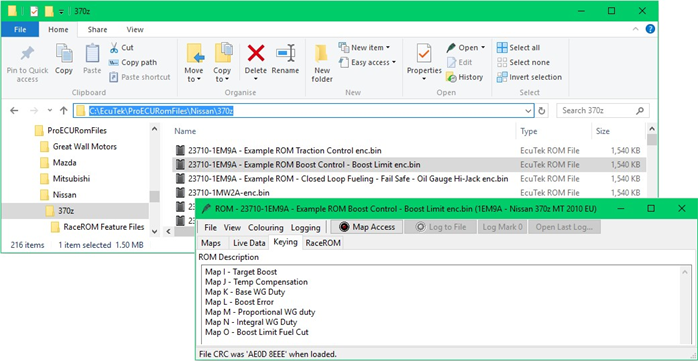 370z
File
Home
Share
View
Pin to Quick access
Copy
Paste
Cut
Copy path
Paste shortcut
Clipboard
Move to
Copy to
Delete
Rename
Organise
New folder
New item
Easy access
New
Properties
Open
Edit
History
Open
Select all
Select none
Invert selection
Select
C:\EcuTek\ProECURomFiles\Nissan\370z
Search 370z
ProECURomFiles
Great Wall Motors
Mazda
Mitsubishi
Nissan
370z
RaceROM Feature Files
Name
Type
Size
23710-1EM9A - Example ROM Traction Control enc.bin EcuTek ROM File 1,540 KB
23710-1EM9A - Example ROM Boost Control - Boost Limit enc.bin EcuTek ROM File 1,540 KB
23710-1EM9A - Example ROM - Closed Loop Fueling - Fail Safe - Oil Gauge Hi-Jack enc.bin EcuTek ROM File 1,540 KB
23710-1MW2A-enc.bin EcuTek ROM File 1,540 KB
216 items 1 item selected 1.50 MB
ROM - 23710-1EM9A - Example ROM Boost Control - Boost Limit enc.bin (1EM9A - Nissan 370z MT 2010 EU)
File View Colouring Logging Map Access Log to File Log Mark 0 Open Last Log...
Maps Live Data Keying RaceROM
ROM Description
Map I - Target Boost
Map J - Temp Compensation
Map K - Base WG Duty
Map L - Boost Error
Map M - Proportional WG duty
Map N - Integral WG Duty
Map O - Boost Limit Fuel Cut
File CRC was 'AE0D 8EEE' when loaded.